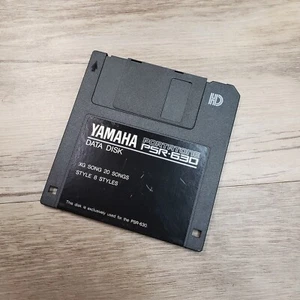 HD
YAMAHA PORTATONE
DATA DISK PSR-630
XG SONG 20 SONGS
STYLE 8 STYLES
This disk is exclusively used for the PSR-630